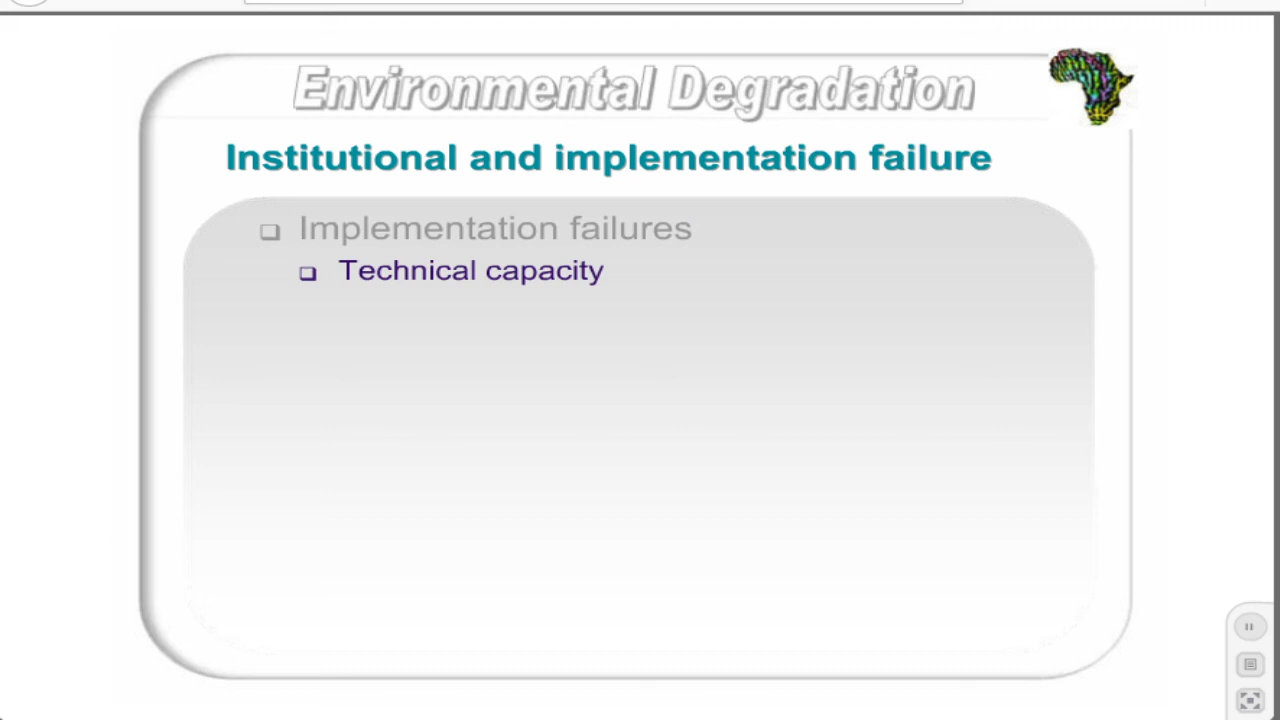 Environmental Degradation
Institutional and implementation failure
Implementation failures
Technical capacity